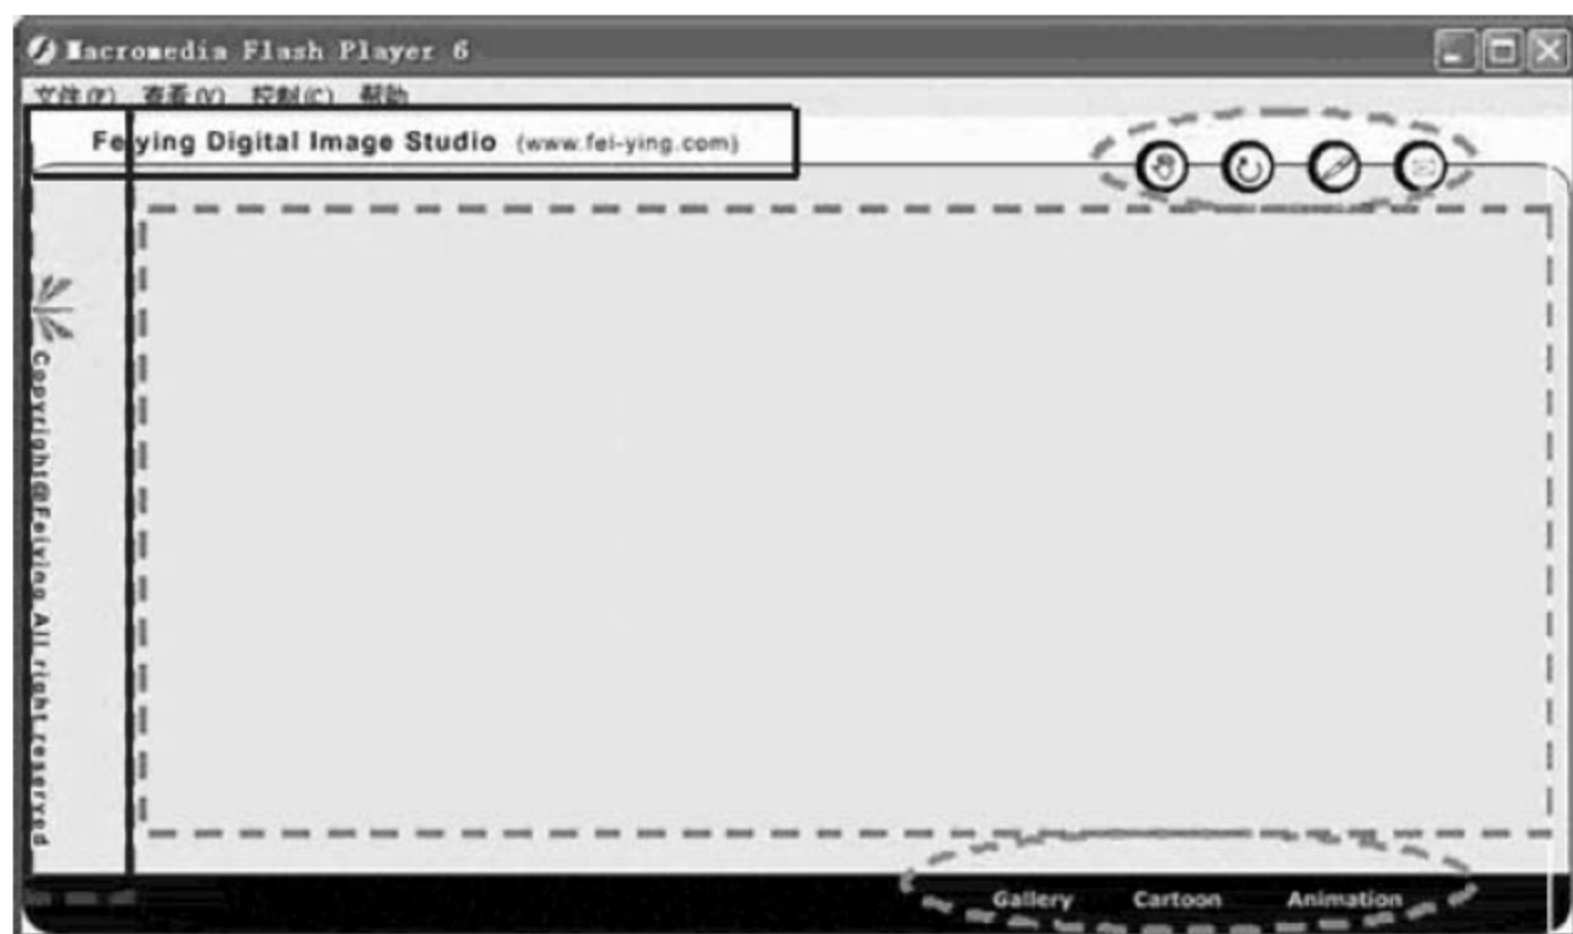 Macromedia Flash Player 6
文件(F) 查看(V) 控制(C) 帮助
Feiying Digital Image Studio (www.fei-ying.com)
Copyright@Feiying All right reserved
Gallery Cartoon Animation